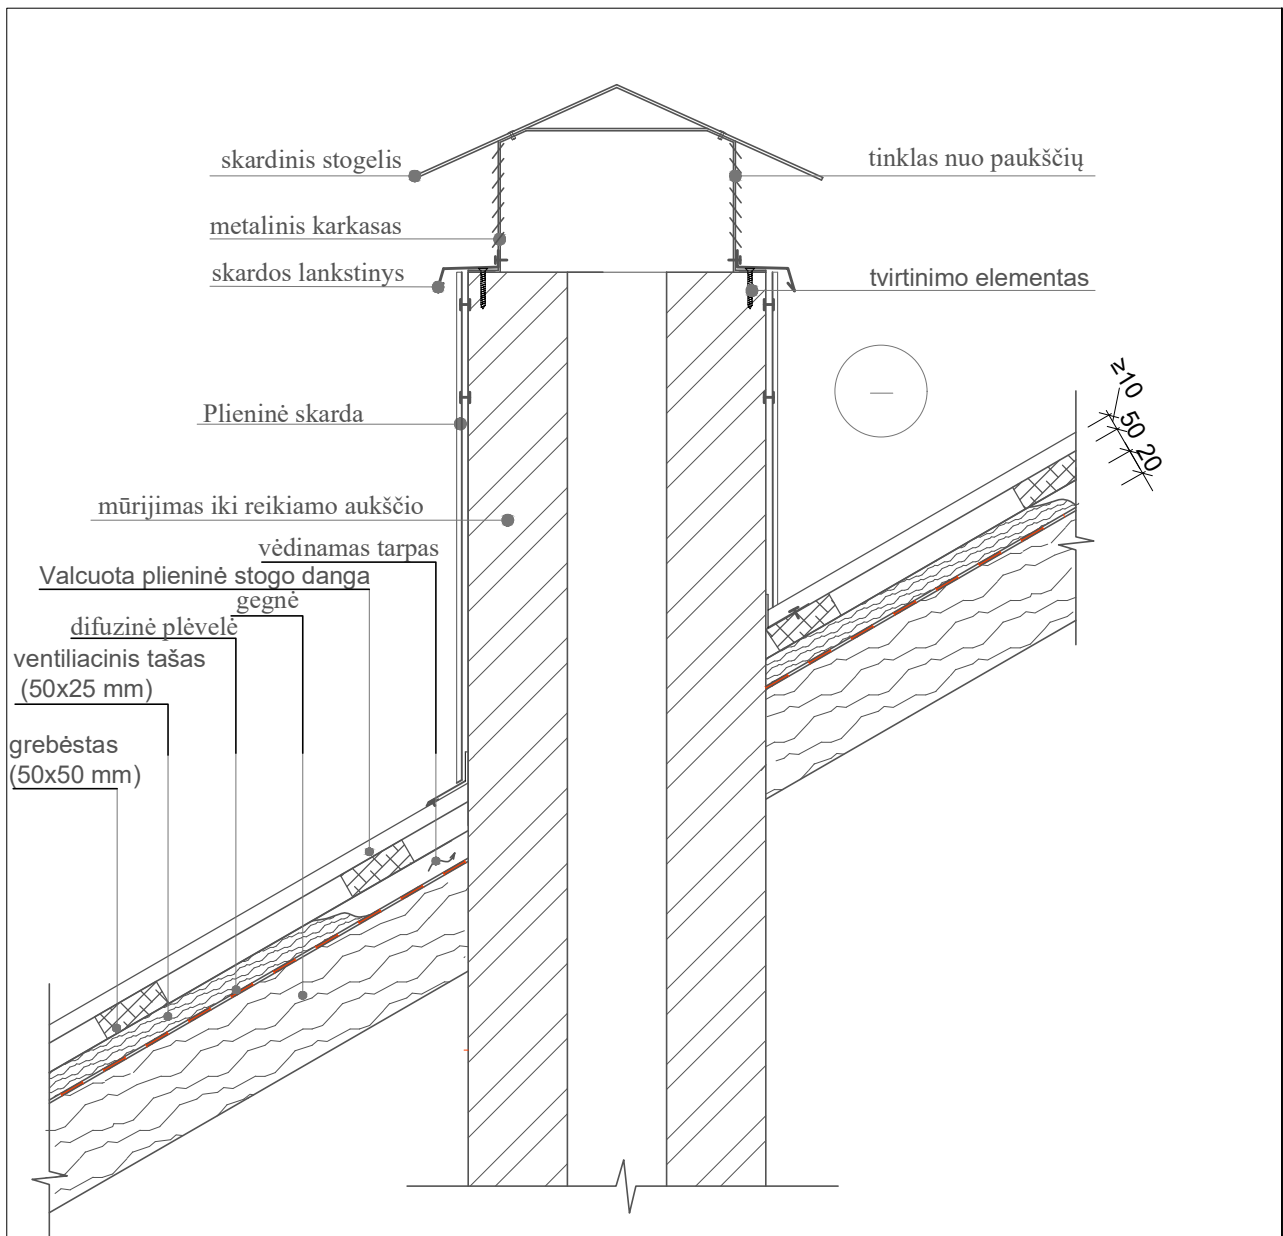 skardinis stogelis
tinklas nuo paukščių
metalinis karkasas
skardos lankstinys
tvirtinimo elementas
≥10
50
20
Plieninė skarda
mūrijimas iki reikiamo aukščio
vėdinamas tarpas
Valcuota plieninė stogo danga
gegnė
difuzinė plėvelė
ventiliacinis tašas
(50x25 mm)
grebėstas
(50x50 mm)